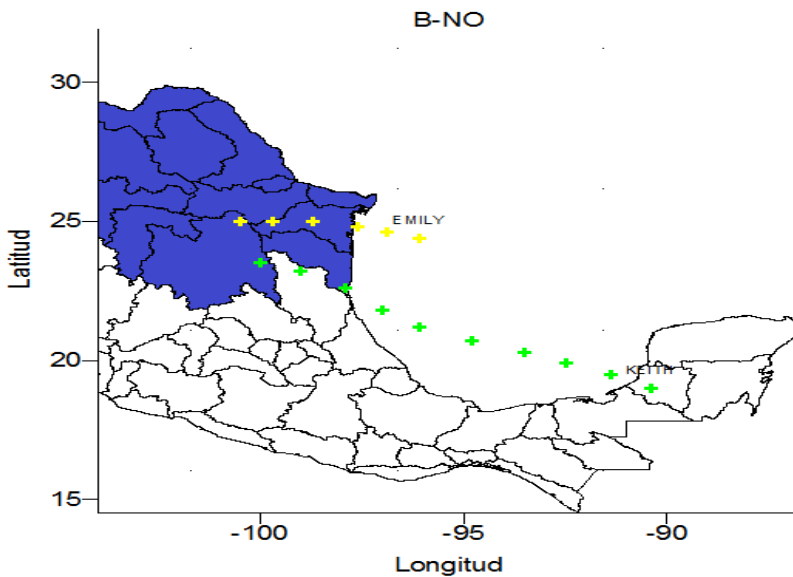 B-NO
30
EMILY
25
Latitud
20
KEITH
15
-100
-95
-90
Longitud